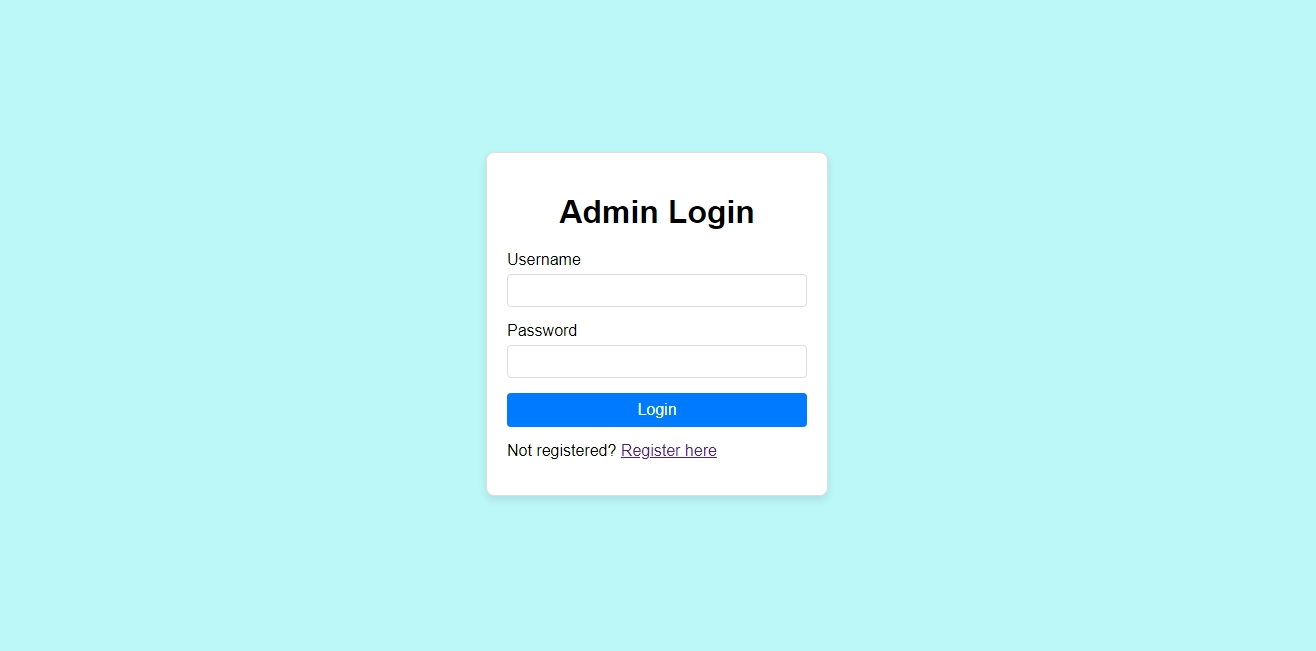 Admin Login
Username
Password
Login
Not registered? Register here